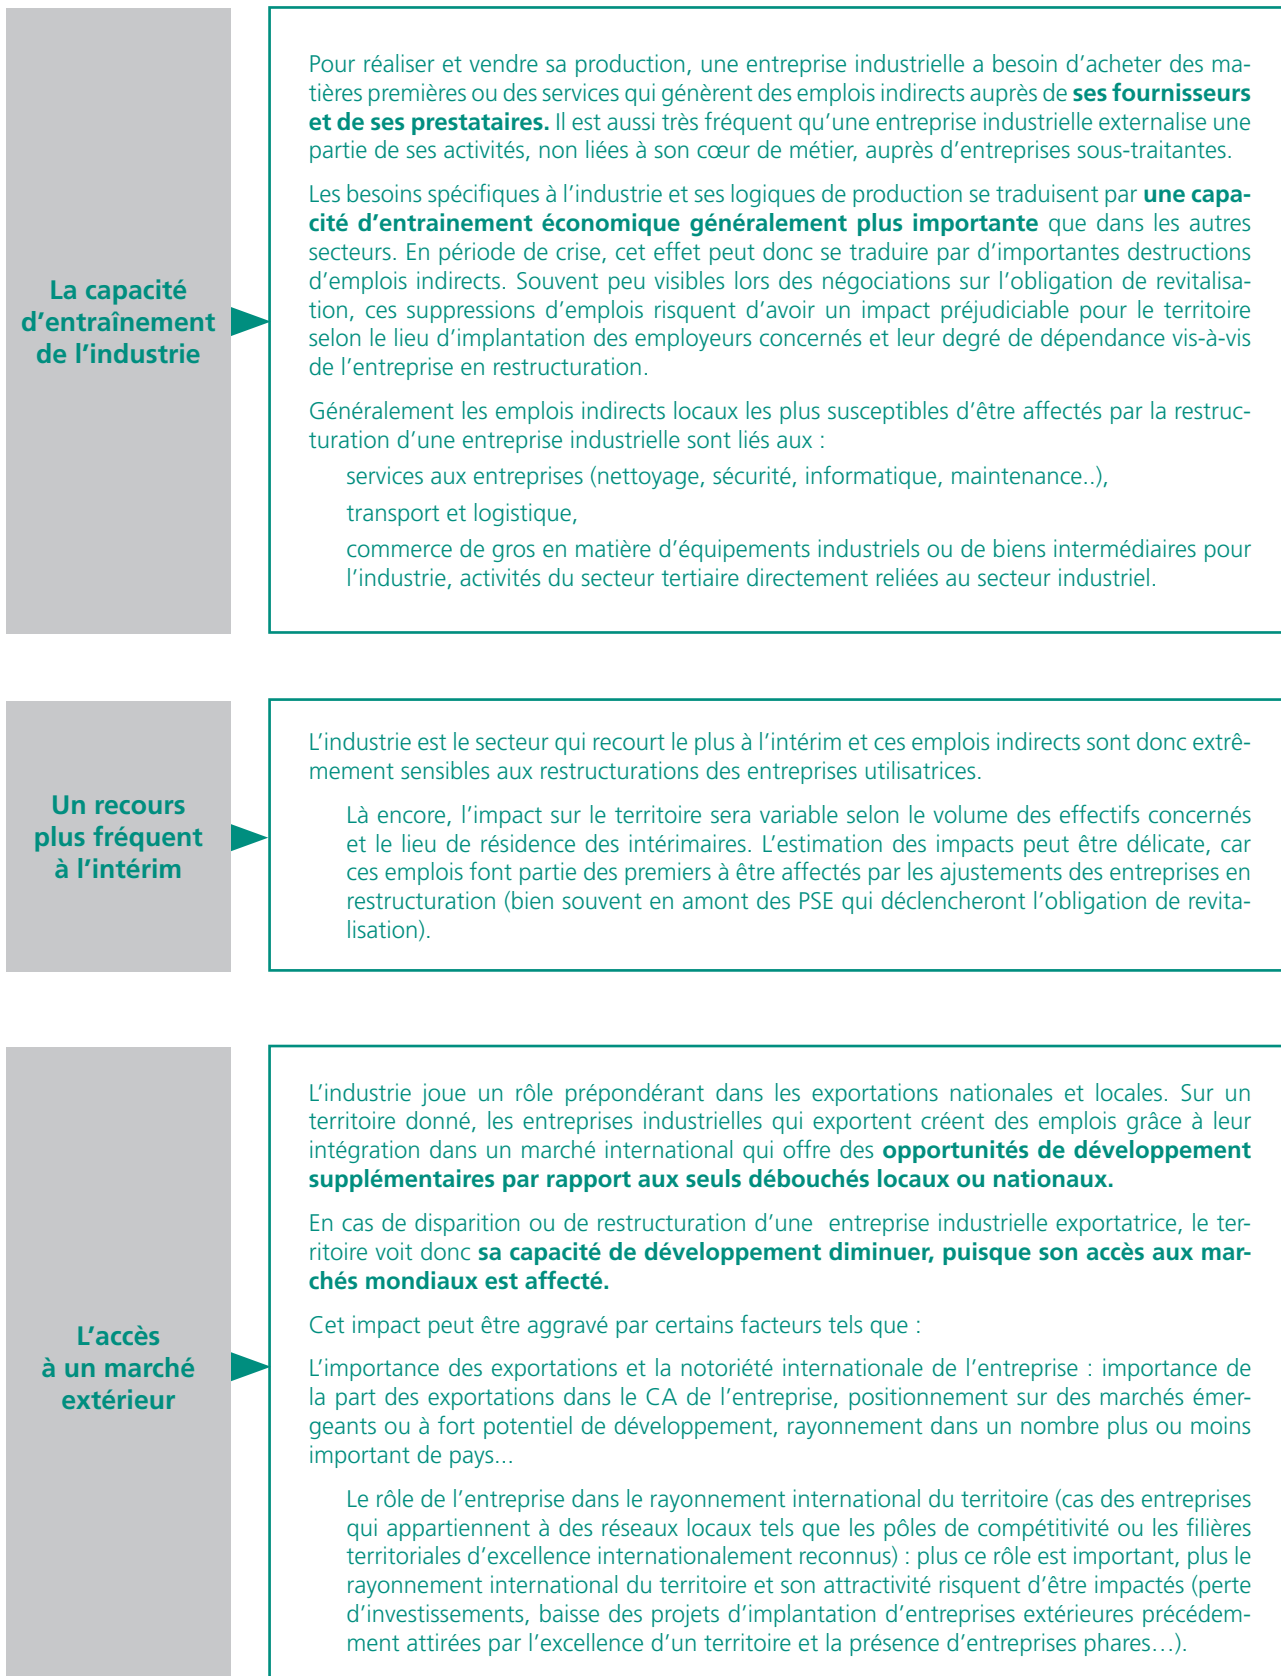 La capacité
d’entraînement
de l’industrie
Pour réaliser et vendre sa production, une entreprise industrielle a besoin d’acheter des ma-
tières premières ou des services qui génèrent des emplois indirects auprès de ses fournisseurs
et de ses prestataires. Il est aussi très fréquent qu’une entreprise industrielle externalise une
partie de ses activités, non liées à son cœur de métier, auprès d’entreprises sous-traitantes.
Les besoins spécifiques à l’industrie et ses logiques de production se traduisent par une capa-
cité d’entrainement économique généralement plus importante que dans les autres
secteurs. En période de crise, cet effet peut donc se traduire par d’importantes destructions
d’emplois indirects. Souvent peu visibles lors des négociations sur l’obligation de revitalisa-
tion, ces suppressions d’emplois risquent d’avoir un impact préjudiciable pour le territoire
selon le lieu d’implantation des employeurs concernés et leur degré de dépendance vis-à-vis
de l’entreprise en restructuration.
Généralement les emplois indirects locaux les plus susceptibles d’être affectés par la restruc-
turation d’une entreprise industrielle sont liés aux :
services aux entreprises (nettoyage, sécurité, informatique, maintenance..),
transport et logistique,
commerce de gros en matière d’équipements industriels ou de biens intermédiaires pour
l’industrie, activités du secteur tertiaire directement reliées au secteur industriel.
Un recours
plus fréquent
à l’intérim
L’industrie est le secteur qui recourt le plus à l’intérim et ces emplois indirects sont donc extrê-
mement sensibles aux restructurations des entreprises utilisatrices.
Là encore, l’impact sur le territoire sera variable selon le volume des effectifs concernés
et le lieu de résidence des intérimaires. L’estimation des impacts peut être délicate, car
ces emplois font partie des premiers à être affectés par les ajustements des entreprises en
restructuration (bien souvent en amont des PSE qui déclencheront l’obligation de revita-
lisation).
L’accès
à un marché
extérieur
L’industrie joue un rôle prépondérant dans les exportations nationales et locales. Sur un
territoire donné, les entreprises industrielles qui exportent créent des emplois grâce à leur
intégration dans un marché international qui offre des opportunités de développement
supplémentaires par rapport aux seuls débouchés locaux ou nationaux.
En cas de disparition ou de restructuration d’une entreprise industrielle exportatrice, le ter-
ritoire voit donc sa capacité de développement diminuer, puisque son accès aux mar-
chés mondiaux est affecté.
Cet impact peut être aggravé par certains facteurs tels que :
L’importance des exportations et la notoriété internationale de l’entreprise : importance de
la part des exportations dans le CA de l’entreprise, positionnement sur des marchés émer-
geants ou à fort potentiel de développement, rayonnement dans un nombre plus ou moins
important de pays...
Le rôle de l’entreprise dans le rayonnement international du territoire (cas des entreprises
qui appartiennent à des réseaux locaux tels que les pôles de compétitivité ou les filières
territoriales d’excellence internationalement reconnus) : plus ce rôle est important, plus le
rayonnement international du territoire et son attractivité risquent d’être impactés (perte
d’investissements, baisse des projets d’implantation d’entreprises extérieures précédem-
ment attirées par l’excellence d’un territoire et la présence d’entreprises phares…).